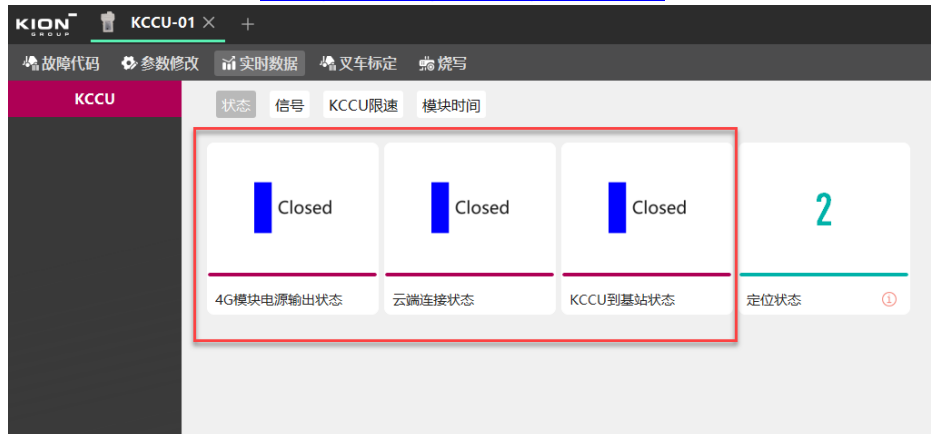 KION GROUP KCCU-01
故障代码 参数修改 实时数据 叉车标定 烧写
KCCU
状态 信号 KCCU限速 模块时间
Closed Closed Closed 2
4G模块电源输出状态 云端连接状态 KCCU到基站状态 定位状态 ①